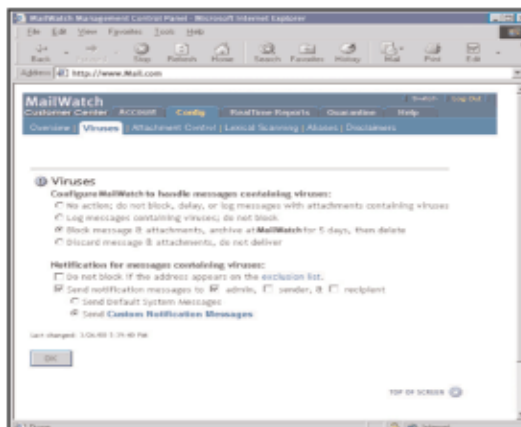 MailWatch Management Control Panel - Microsoft Internet Explorer
File Edit View Favorites Tools Help
Back Stop Refresh Home Search Favorites History Mail Print Edit
Address http://www.Mail.com
MailWatch
Switch | Log Out
Customer Center Account Config RealTime Reports Quarantine Help
Overview | Viruses | Attachment Control | Lexical Scanning | Aliases | Disclaimers
Viruses
Configure MailWatch to handle messages containing viruses:
No action; do not block, delay, or log messages with attachments containing viruses
Log messages containing viruses; do not block
Block message & attachments, archive at MailWatch for 5 days, then delete
Discard message & attachments, do not deliver
Notification for messages containing viruses:
Do not block if the address appears on the exclusion list.
Send notification messages to admin, sender, & recipient
Send Default System Messages
Send Custom Notification Messages
Last changed:
TOP OF SCREEN
Internet